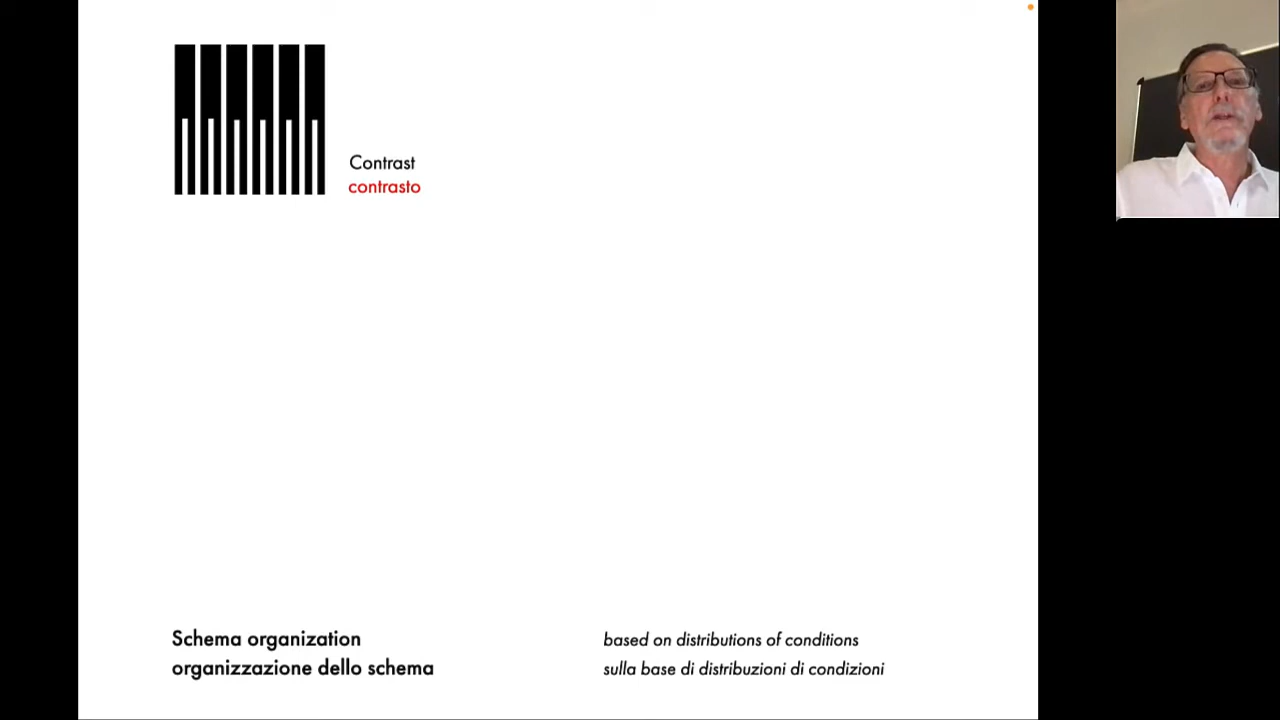 Contrast
contrasto
Schema organization
organizzazione dello schema
based on distributions of conditions
sulla base di distribuzioni di condizioni